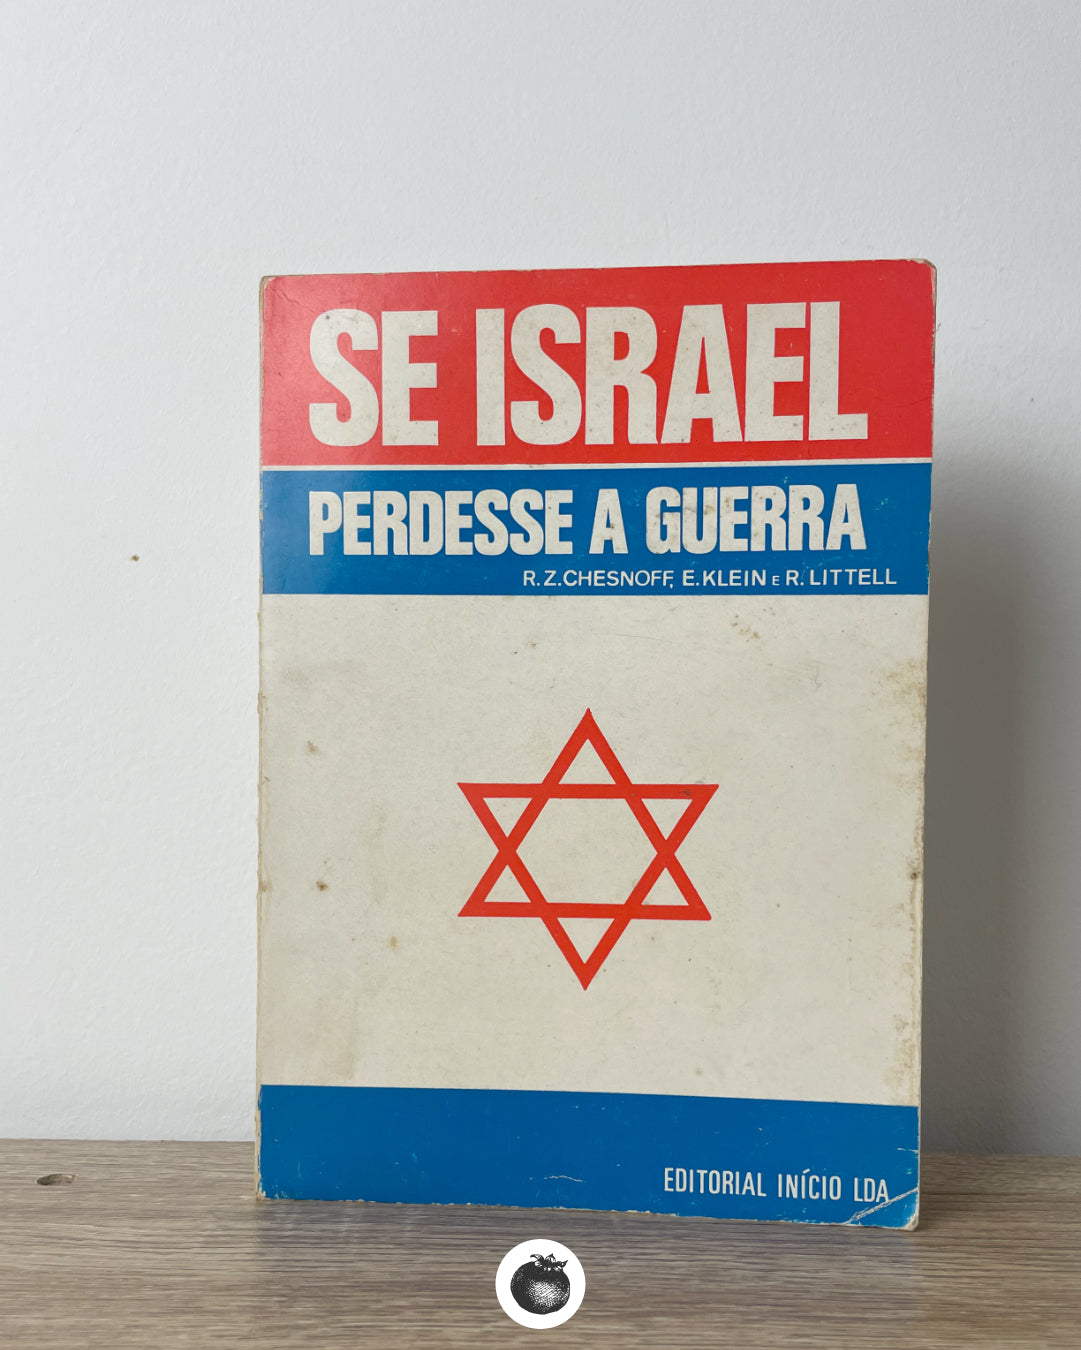 SE ISRAEL
PERDESSE A GUERRA
R.Z.CHESNOFF, E.KLEIN E R. LITTELL
EDITORIAL INÍCIO LDA